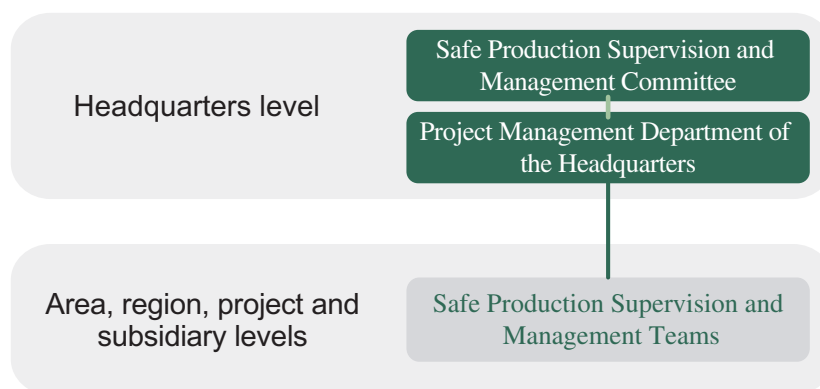 Headquarters level
Safe Production Supervision and
Management Committee
Project Management Department of
the Headquarters
Area, region, project and
subsidiary levels
Safe Production Supervision and
Management Teams